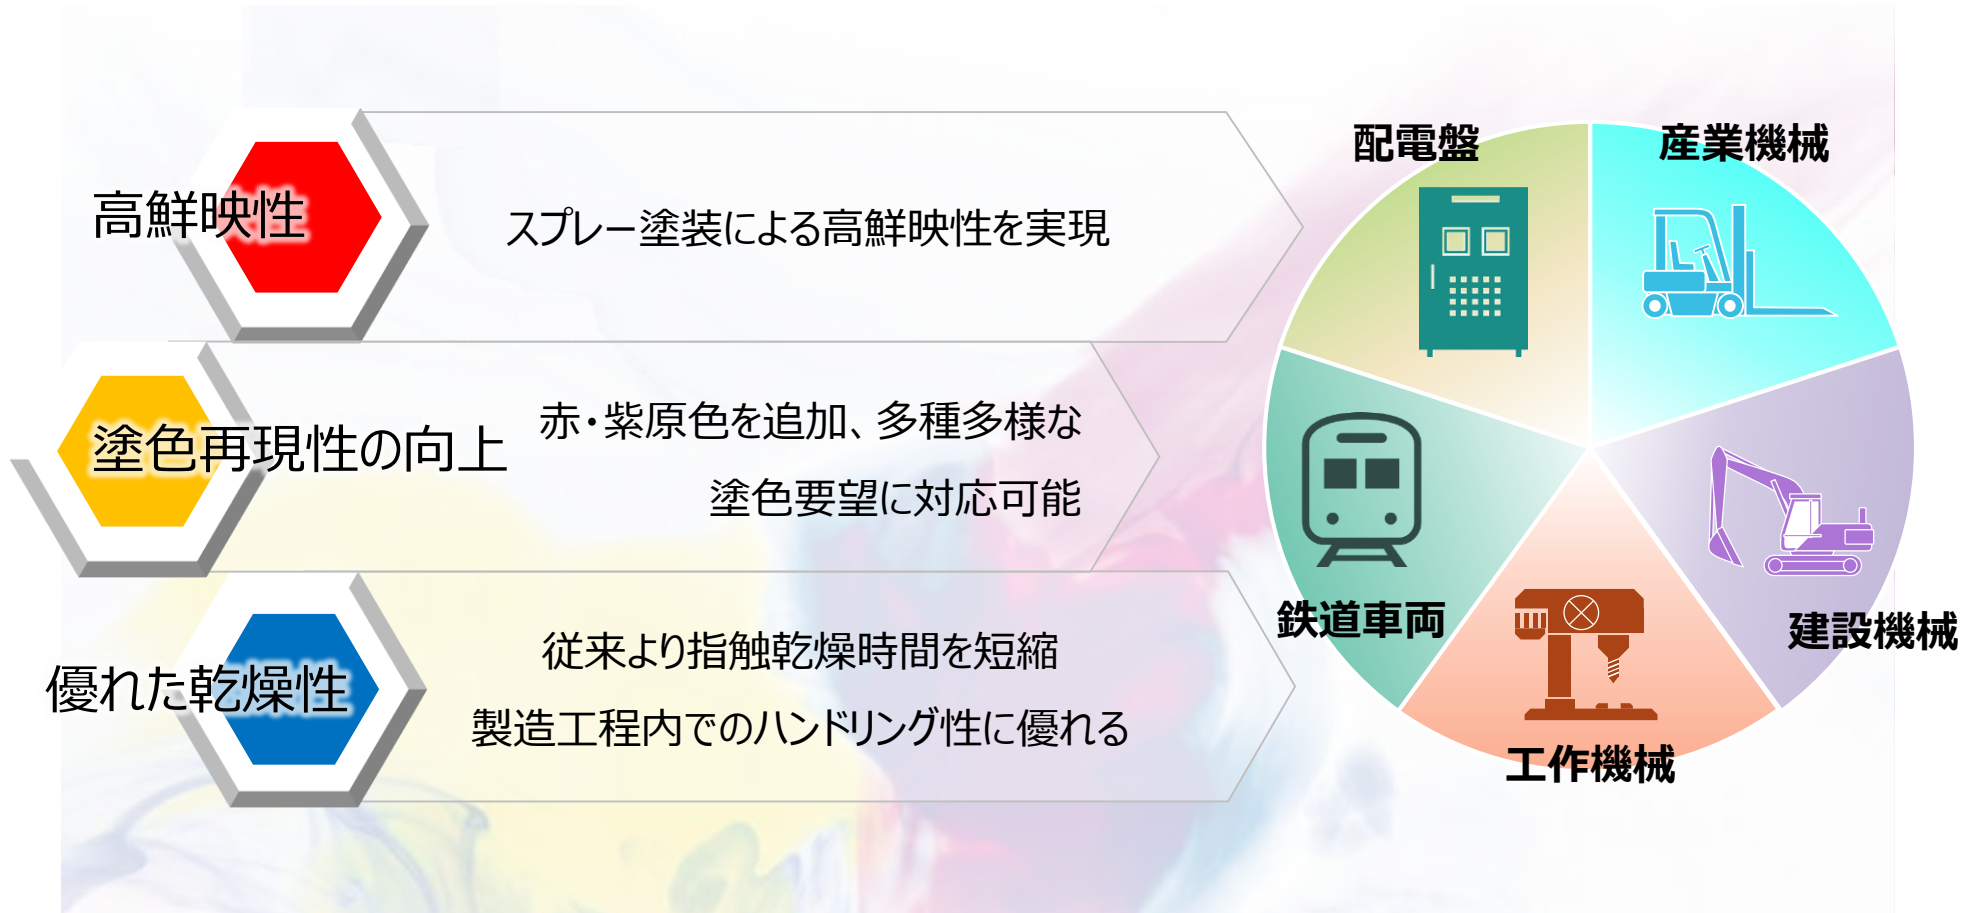 高鮮映性
スプレー塗装による高鮮映性を実現
塗色再現性の向上
赤・紫原色を追加、多種多様な
塗色要望に対応可能
優れた乾燥性
従来より指触乾燥時間を短縮
製造工程内でのハンドリング性に優れる
配電盤
産業機械
鉄道車両
建設機械
工作機械